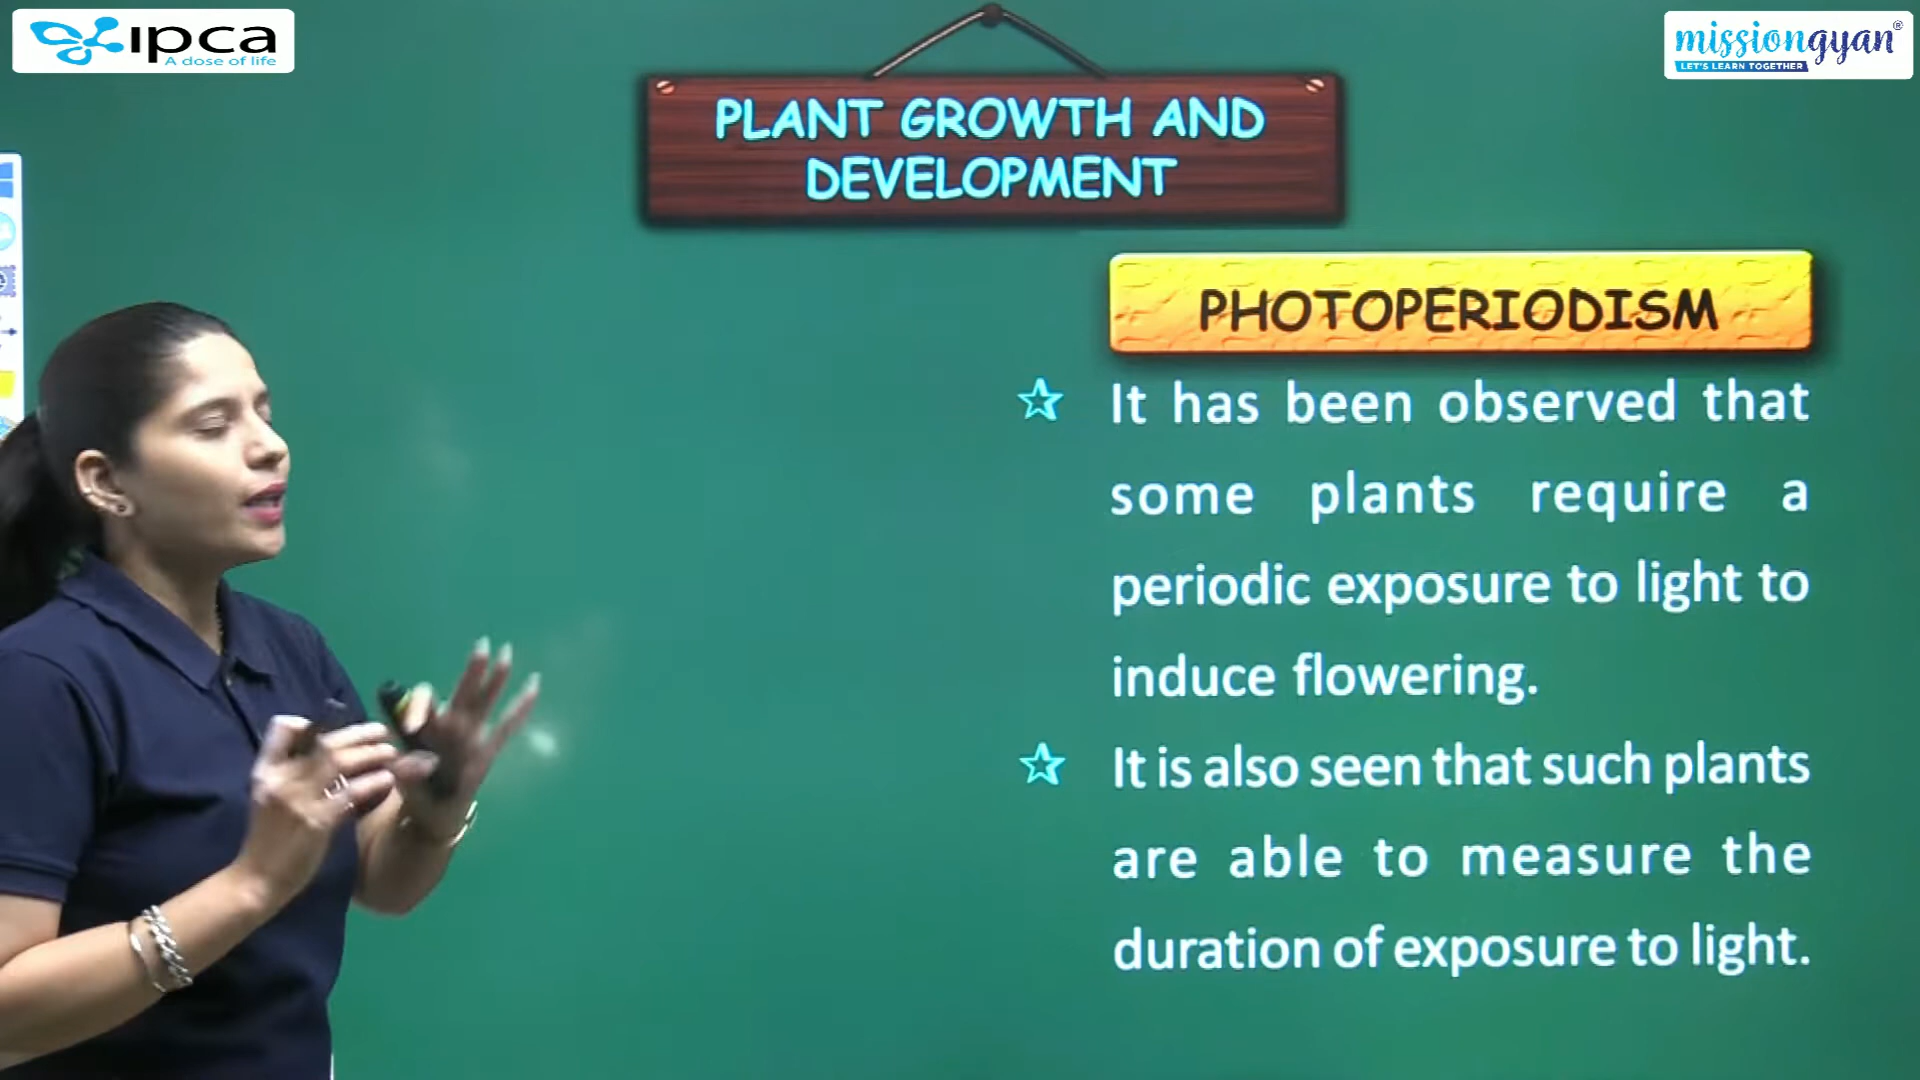 ipca
A dose of life
missiongyan®
LET'S LEARN TOGETHER
PLANT GROWTH AND
DEVELOPMENT
PHOTOPERIODISM
It has been observed that
some plants require a
periodic exposure to light to
induce flowering.
It is also seen that such plants
are able to measure the
duration of exposure to light.